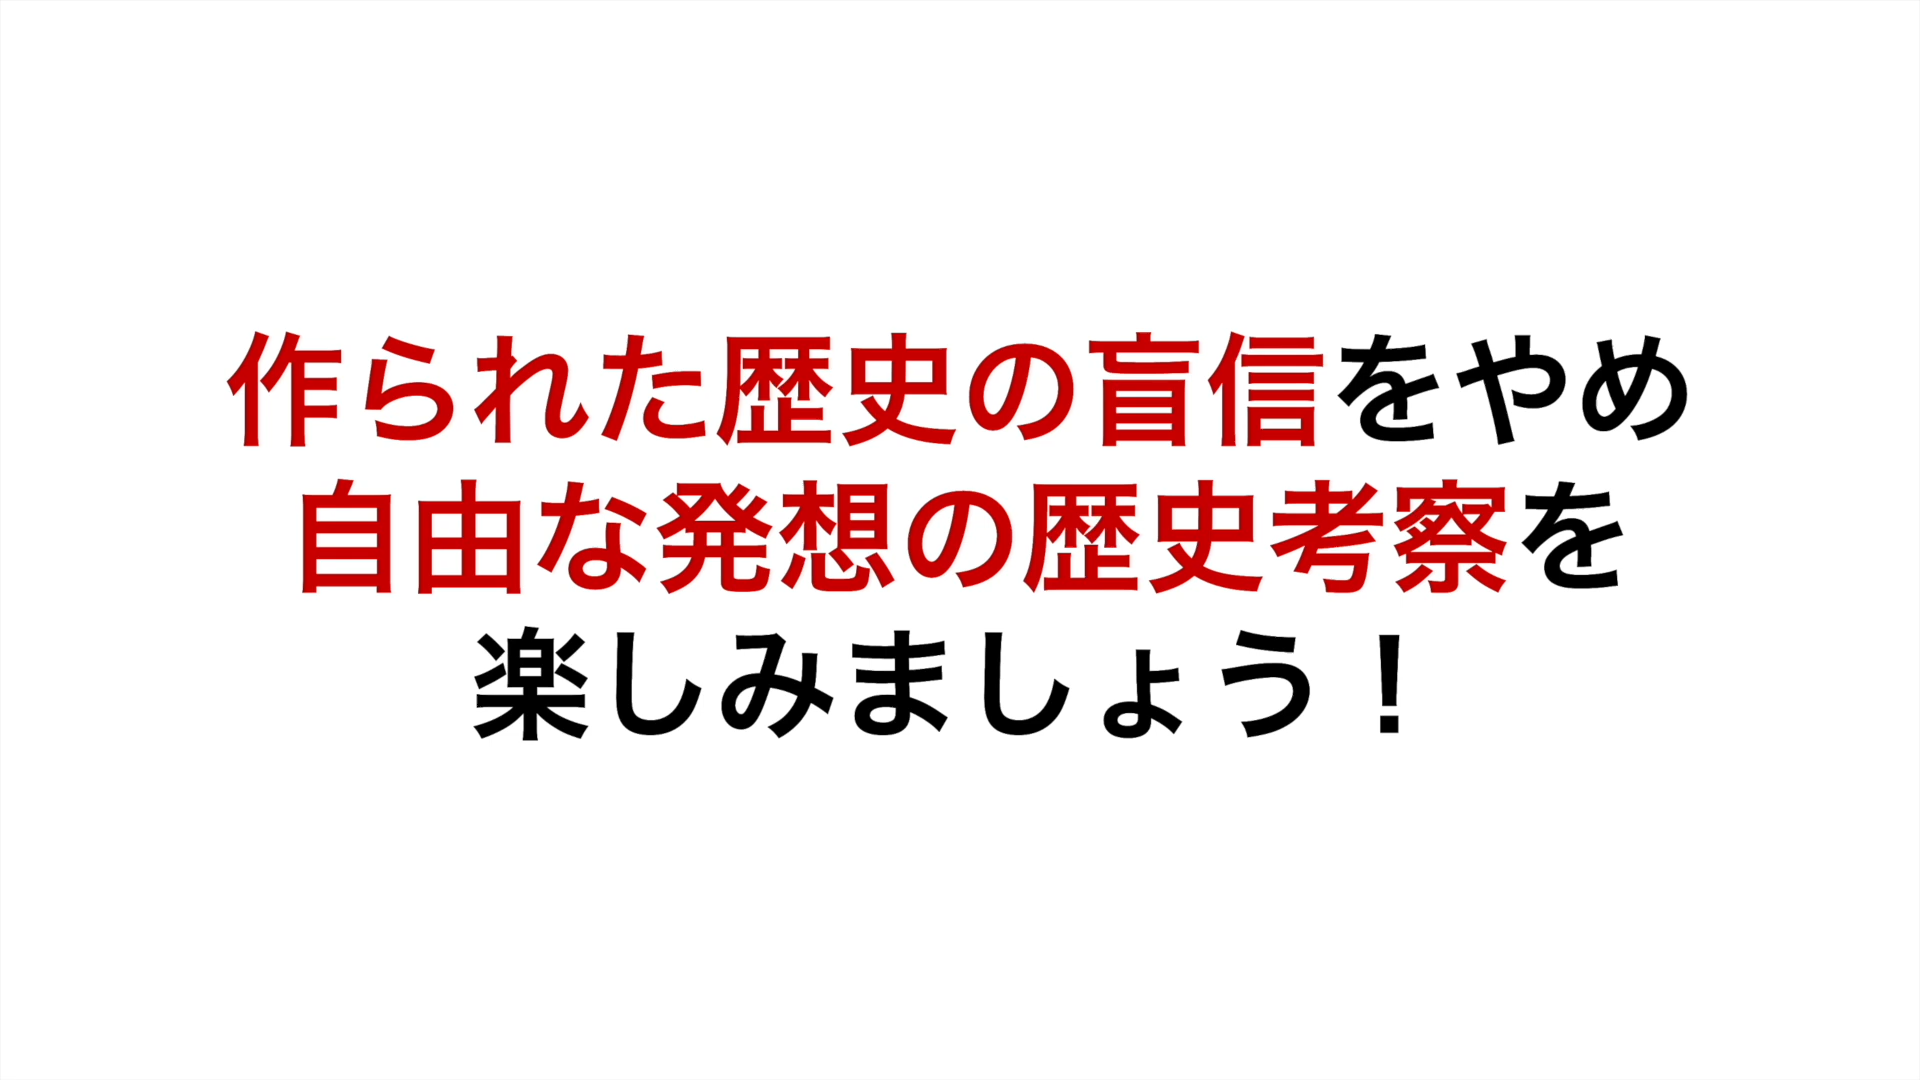 作られた歴史の盲信をやめ
自由な発想の歴史考察を
楽しみましょう！